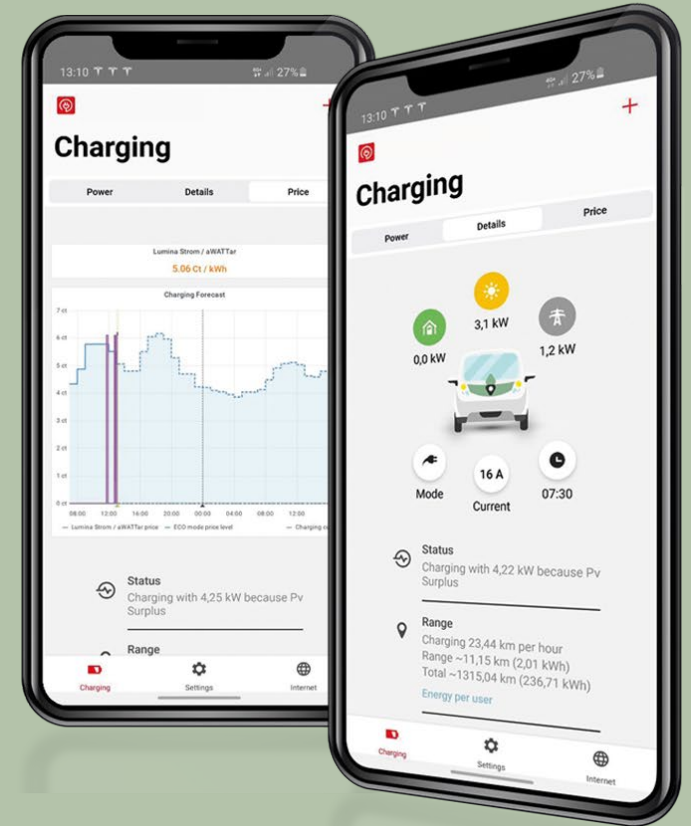 13:10
27%
Charging
Power
Details
Price
Lumina Strom / aWATTar
5.06 Ct / kWh
Charging Forecast
7 ct
6 ct
5 ct
4 ct
3 ct
2 ct
1 ct
0 ct
08:00 12:00 16:00 20:00 00:00 04:00 08:00 12:00
Lumina Strom / aWATTar price
ECO mode price level
Charging
Status
Charging with 4,25 kW because Pv
Surplus
Range
Charging
Settings
Internet
13:10
27%
Charging
Power
Details
Price
3,1 kW
0,0 kW
1,2 kW
Mode
16 A
Current
07:30
Status
Charging with 4,22 kW because Pv
Surplus
Range
Charging 23,44 km per hour
Range ~11,15 km (2,01 kWh)
Total ~1315,04 km (236,71 kWh)
Energy per user
Charging
Settings
Internet